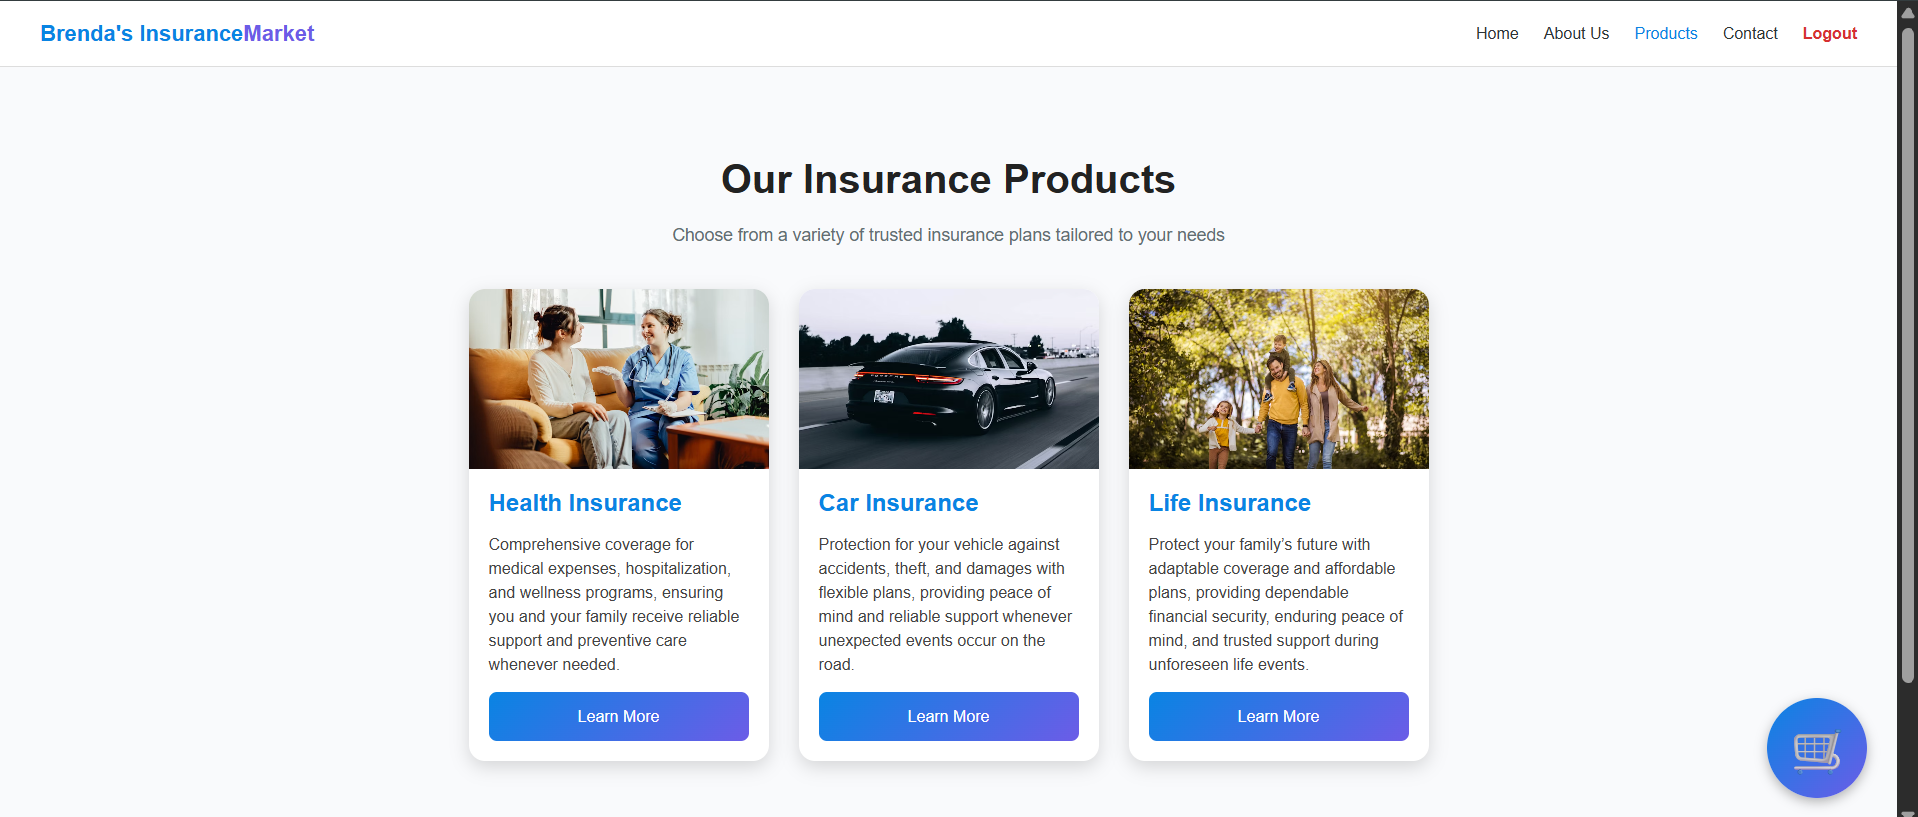 Brenda's InsuranceMarket
Home About Us Products Contact Logout
Our Insurance Products
Choose from a variety of trusted insurance plans tailored to your needs
Health Insurance
Comprehensive coverage for
medical expenses, hospitalization,
and wellness programs, ensuring
you and your family receive reliable
support and preventive care
whenever needed.
Learn More
PORSCHE
Car Insurance
Protection for your vehicle against
accidents, theft, and damages with
flexible plans, providing peace of
mind and reliable support whenever
unexpected events occur on the
road.
Learn More
Life Insurance
Protect your family’s future with
adaptable coverage and affordable
plans, providing dependable
financial security, enduring peace of
mind, and trusted support during
unforeseen life events.
Learn More